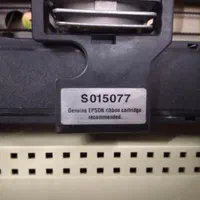 S015077
Genuine EPSON ribbon cartridge
recommended.